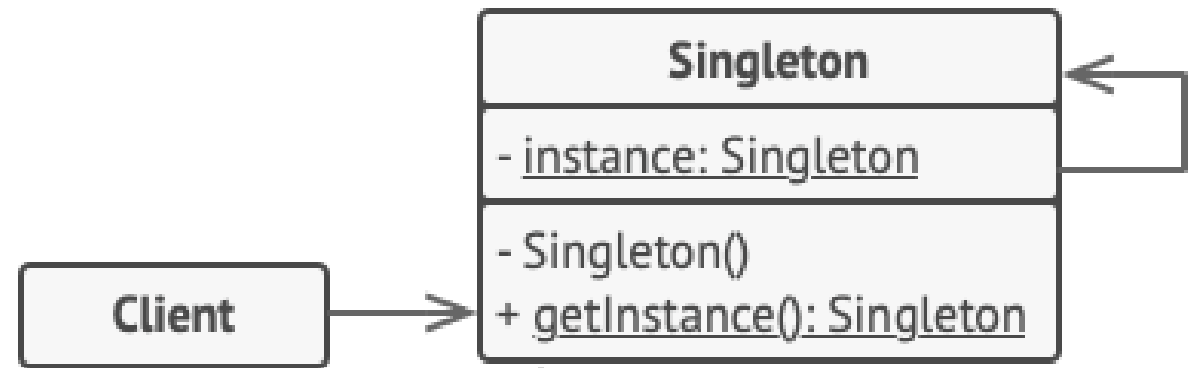 Singleton
- instance: Singleton
- Singleton()
+ getInstance(): Singleton
Client